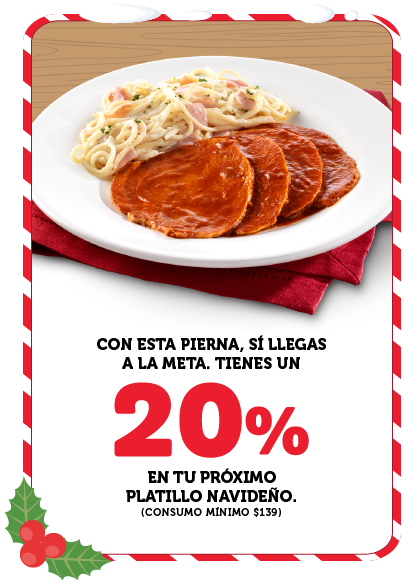 CON ESTA PIERNA, SÍ LLEGAS
A LA META. TIENES UN
20%
EN TU PRÓXIMO
PLATILLO NAVIDEÑO.
(CONSUMO MÍNIMO $139)